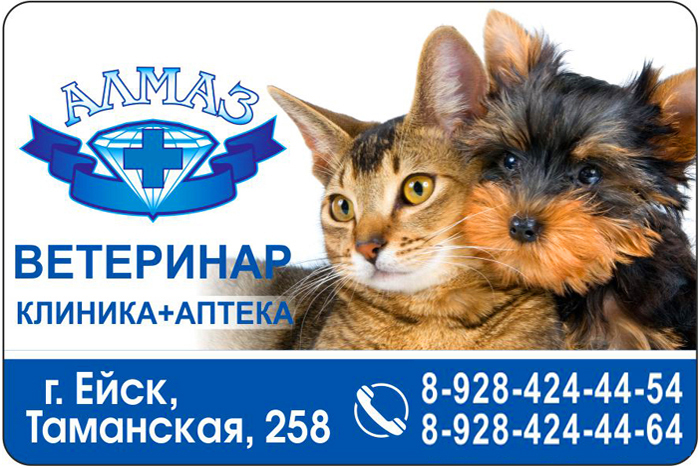 АЛМАЗ
ВЕТЕРИНАР
КЛИНИКА+АПТЕКА
г. Ейск,
Таманская, 258
8-928-424-44-54
8-928-424-44-64